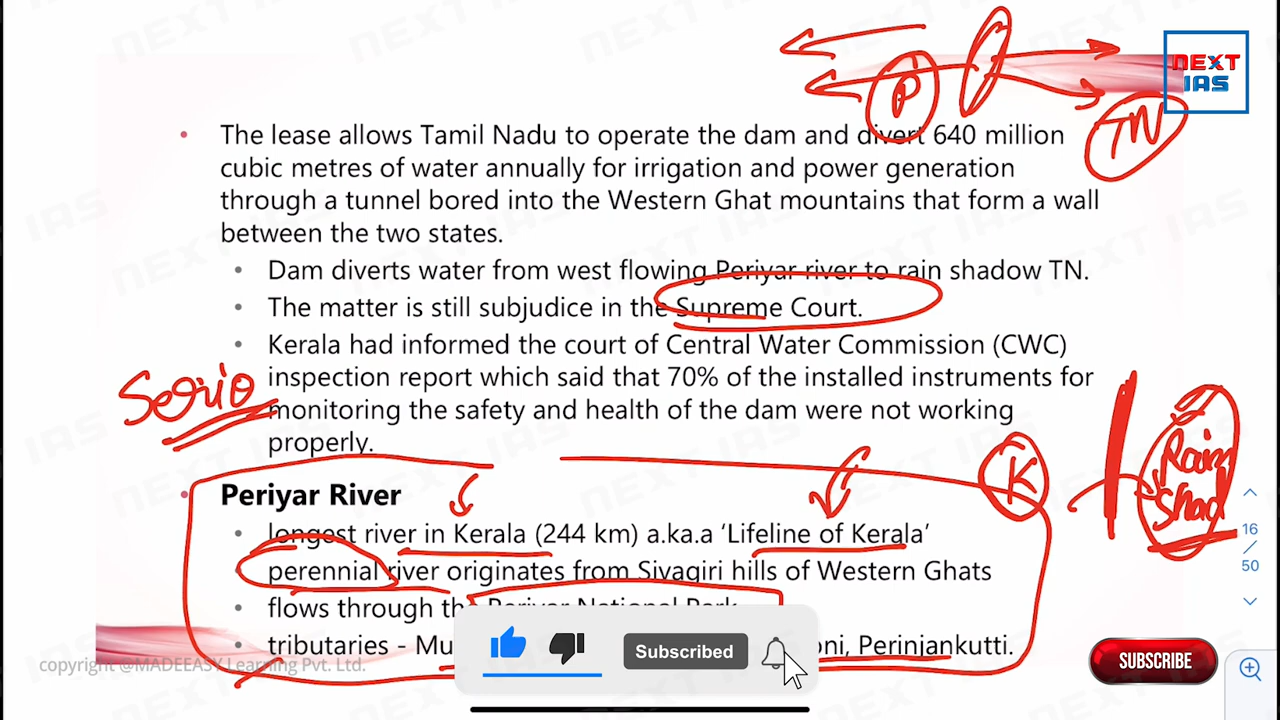 NEXT
IAS
P
TN
The lease allows Tamil Nadu to operate the dam and divert 640 million
cubic metres of water annually for irrigation and power generation
through a tunnel bored into the Western Ghat mountains that form a wall
between the two states.
Dam diverts water from west flowing Periyar river to rain shadow TN.
The matter is still subjudice in the Supreme Court.
Kerala had informed the court of Central Water Commission (CWC)
Serio inspection report which said that 70% of the installed instruments for
monitoring the safety and health of the dam were not working
properly.
Rain
Shad
K
Periyar River
longest river in Kerala (244 km) a.ka.a ‘Lifeline of Kerala’
perennial river originates from Sivagiri hills of Western Ghats
flows through the Periyar National Park
tributaries - Mu oni, Perinjankutti.
16
/
50
Subscribed
SUBSCRIBE
copyright @MADEEASY Learning Pvt. Ltd.